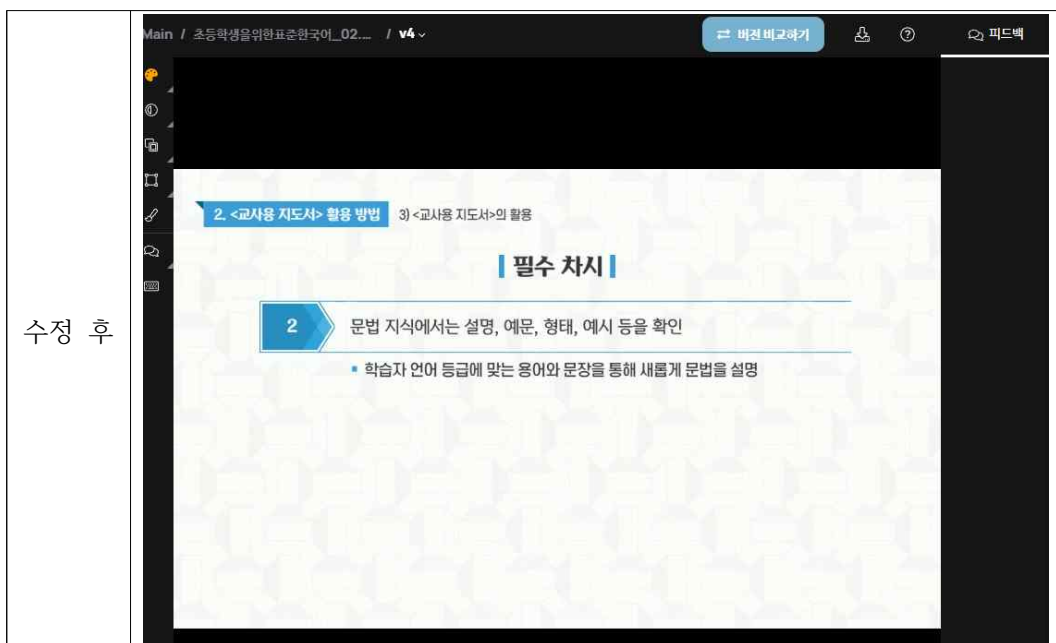 수정 후
Main / 초등학생을위한표준한국어_02.... / v4
버전 비교하기
피드백
2. <교사용 지도서> 활용 방법 3) <교사용 지도서>의 활용
필수 차시
2 문법 지식에서는 설명, 예문, 형태, 예시 등을 확인
▪ 학습자 언어 등급에 맞는 용어와 문장을 통해 새롭게 문법을 설명